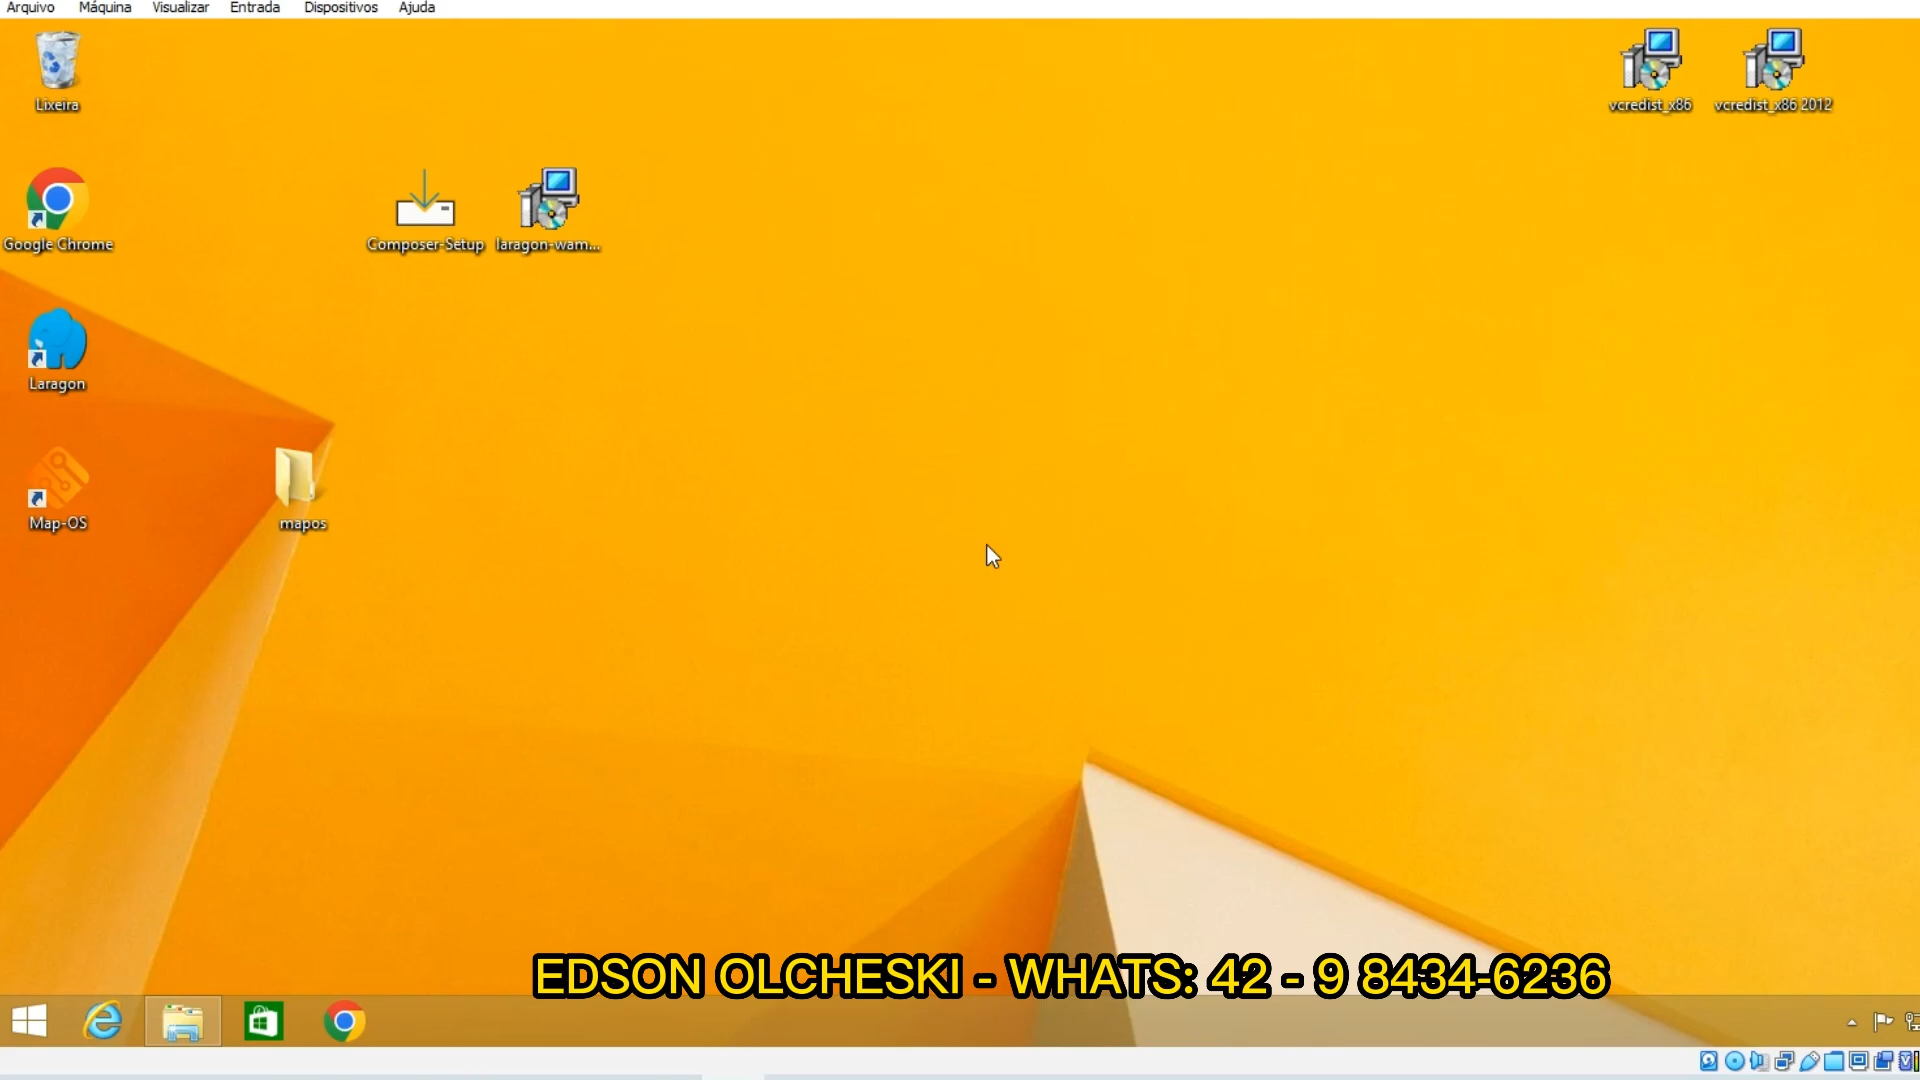 Arquivo Máquina Visualizar Entrada Dispositivos Ajuda
Lixeira
vcredist_x86
vcredist_x86 2012
Google Chrome
Composer-Setup
laragon-wam...
Laragon
Map-OS
mapos
EDSON OLCHESKI - WHATS: 42 - 9 8434-6236